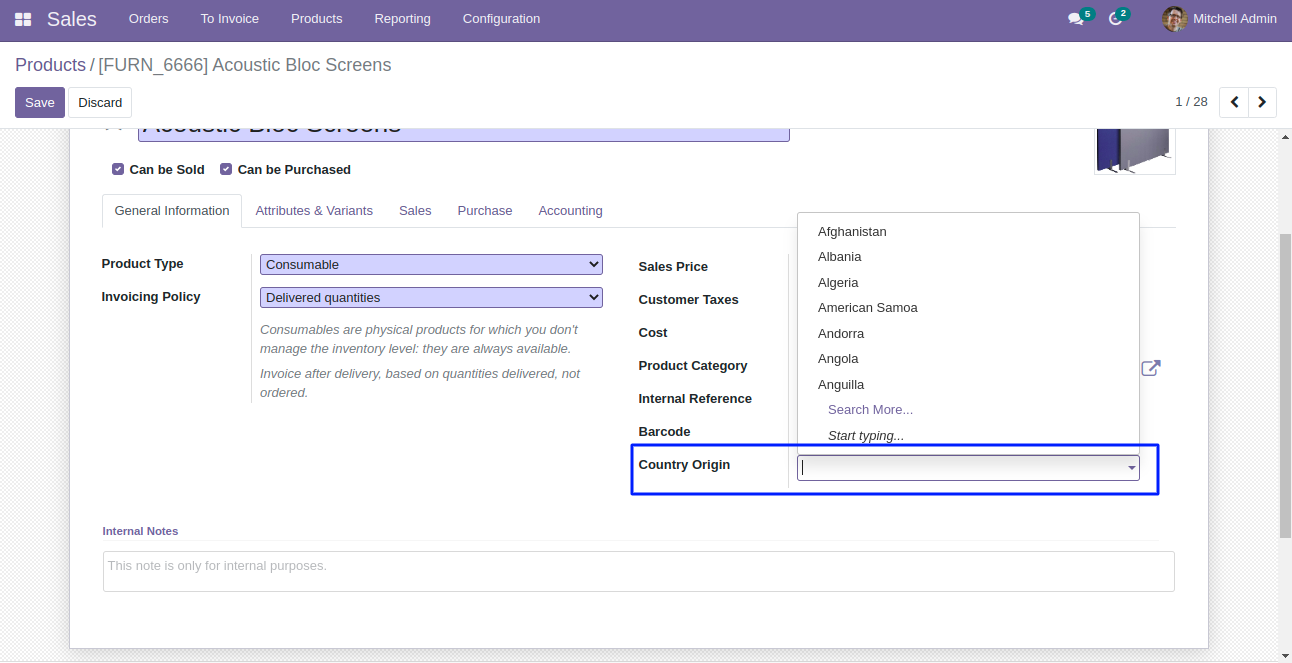 Sales Orders To Invoice Products Reporting Configuration 5 2 Mitchell Admin
Products / [FURN_6666] Acoustic Bloc Screens
Save Discard 1 / 28
Acoustic Bloc Screens
Can be Sold Can be Purchased
General Information Attributes & Variants Sales Purchase Accounting
Product Type Consumable
Invoicing Policy Delivered quantities
Consumables are physical products for which you don't
manage the inventory level: they are always available.
Invoice after delivery, based on quantities delivered, not
ordered.
Sales Price
Customer Taxes
Cost
Product Category
Internal Reference
Barcode
Country Origin
Afghanistan
Albania
Algeria
American Samoa
Andorra
Angola
Anguilla
Search More...
Start typing...
Internal Notes
This note is only for internal purposes.